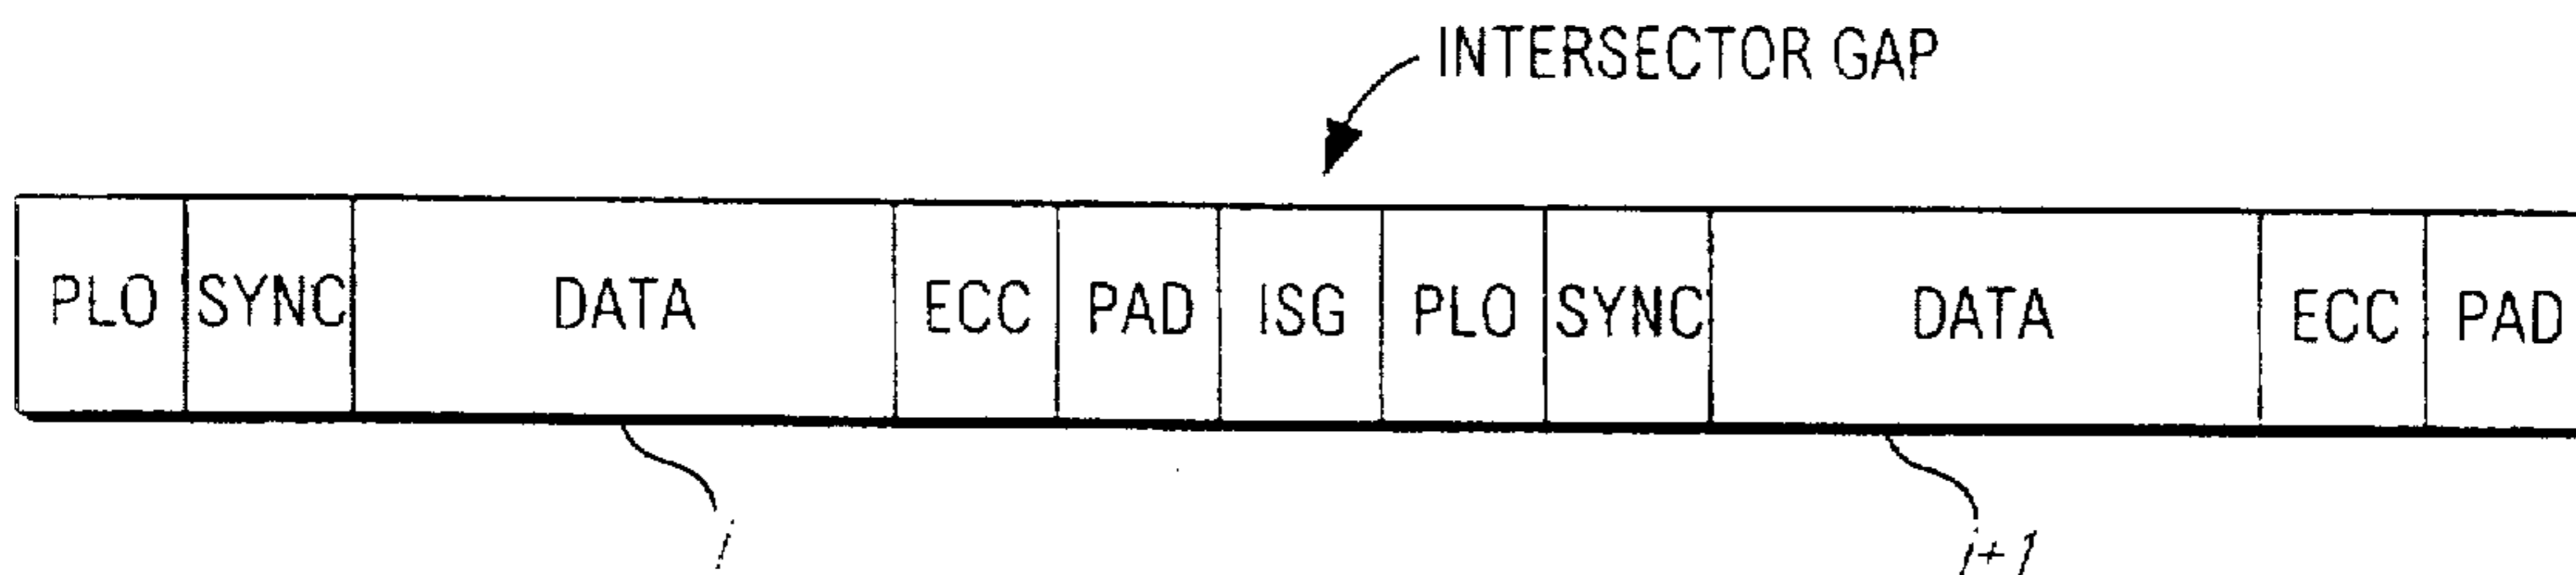 INTERSECTOR GAP
PLO SYNC DATA ECC PAD ISG PLO SYNC DATA ECC PAD
i i+1